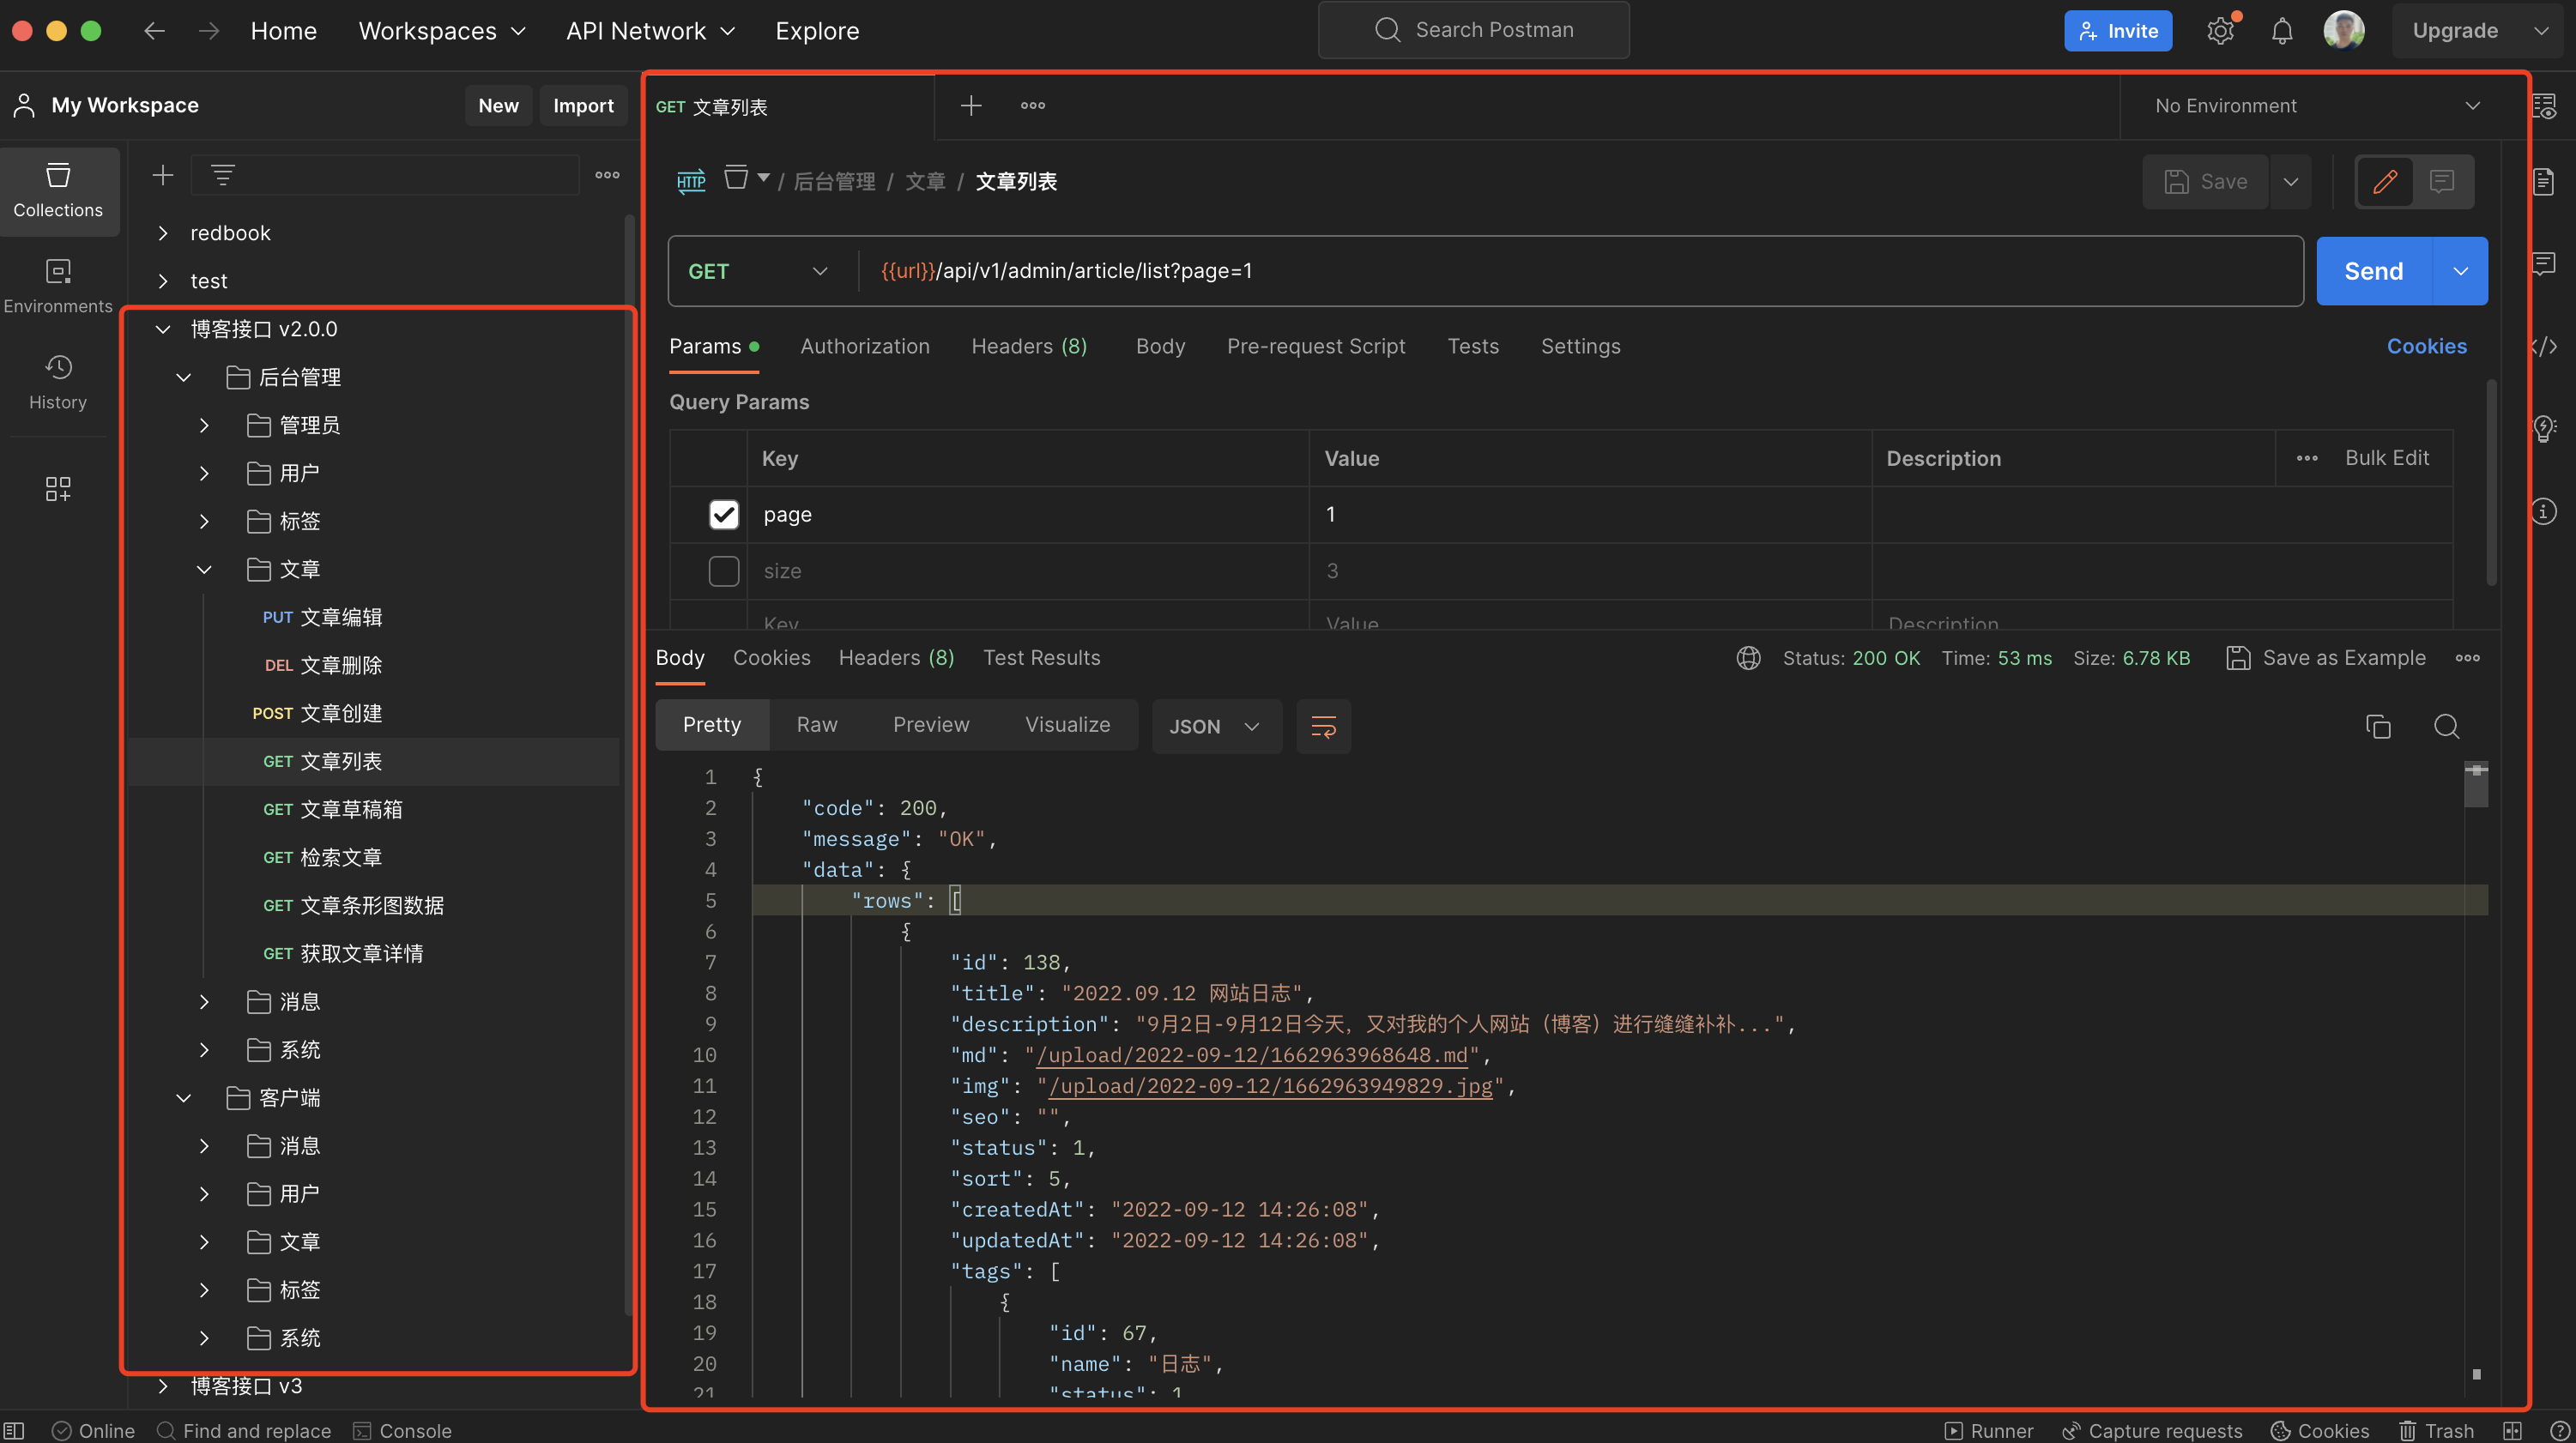 Home Workspaces API Network Explore Search Postman Invite Upgrade
My Workspace New Import
GET 文章列表 No Environment
Collections
Environments
History
redbook
test
博客接口 v2.0.0
后台管理
管理员
用户
标签
文章
PUT 文章编辑
DEL 文章删除
POST 文章创建
GET 文章列表
GET 文章草稿箱
GET 检索文章
GET 文章条形图数据
GET 获取文章详情
消息
系统
客户端
消息
用户
文章
标签
系统
博客接口 v3
HTTP / 后台管理 / 文章 / 文章列表 Save
GET {{url}}/api/v1/admin/article/list?page=1 Send
Params Authorization Headers (8) Body Pre-request Script Tests Settings Cookies
Query Params
Key Value Description Bulk Edit
page 1
size 3
Key Value Description
Body Cookies Headers (8) Test Results Status: 200 OK Time: 53 ms Size: 6.78 KB Save as Example
Pretty Raw Preview Visualize JSON
1 {
2 "code": 200,
3 "message": "OK",
4 "data": {
5 "rows": [
6 {
7 "id": 138,
8 "title": "2022.09.12 网站日志",
9 "description": "9月2日-9月12日今天，又对我的个人网站（博客）进行缝缝补补...",
10 "md": "/upload/2022-09-12/1662963968648.md",
11 "img": "/upload/2022-09-12/1662963949829.jpg",
12 "seo": "",
13 "status": 1,
14 "sort": 5,
15 "createdAt": "2022-09-12 14:26:08",
16 "updatedAt": "2022-09-12 14:26:08",
17 "tags": [
18 {
19 "id": 67,
20 "name": "日志",
21 "status": 1
Online Find and replace Console Runner Capture requests Cookies Trash